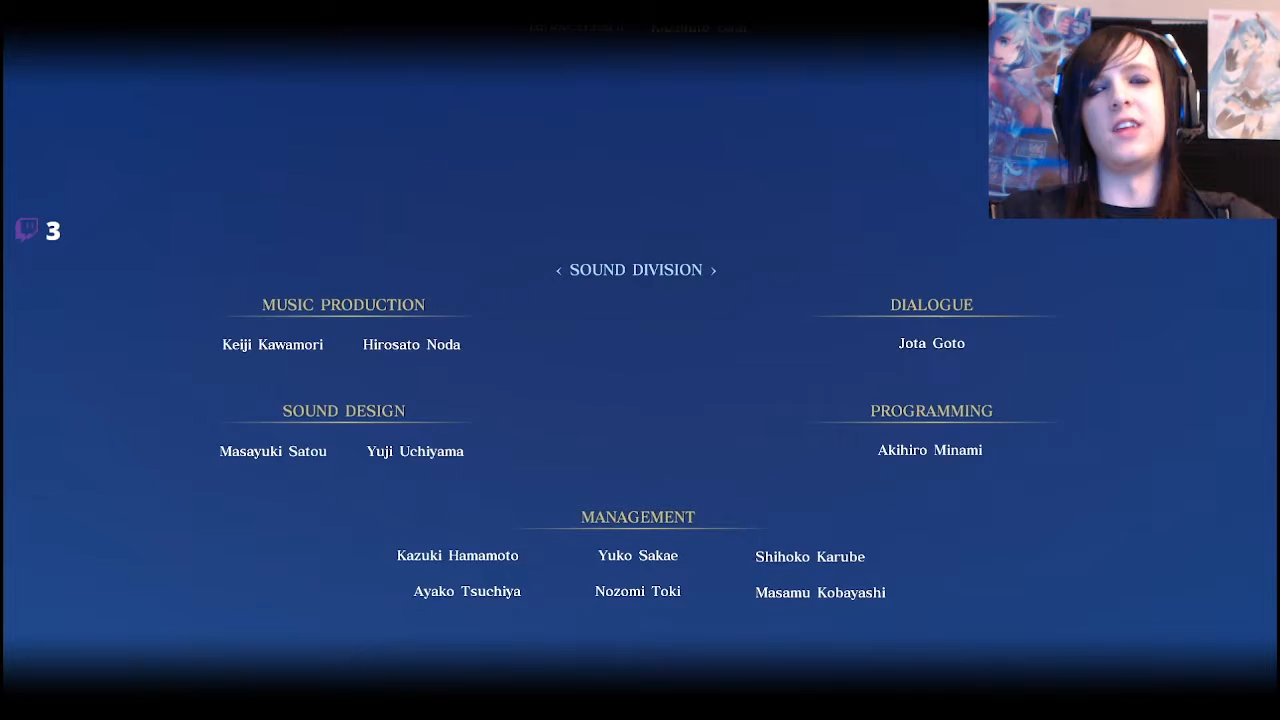 3
‹ SOUND DIVISION ›
MUSIC PRODUCTION
Keiji Kawamori Hirosato Noda
DIALOGUE
Jota Goto
SOUND DESIGN
Masayuki Satou Yuji Uchiyama
PROGRAMMING
Akihiro Minami
MANAGEMENT
Kazuki Hamamoto Yuko Sakae Shihoko Karube
Ayako Tsuchiya Nozomi Toki Masamu Kobayashi